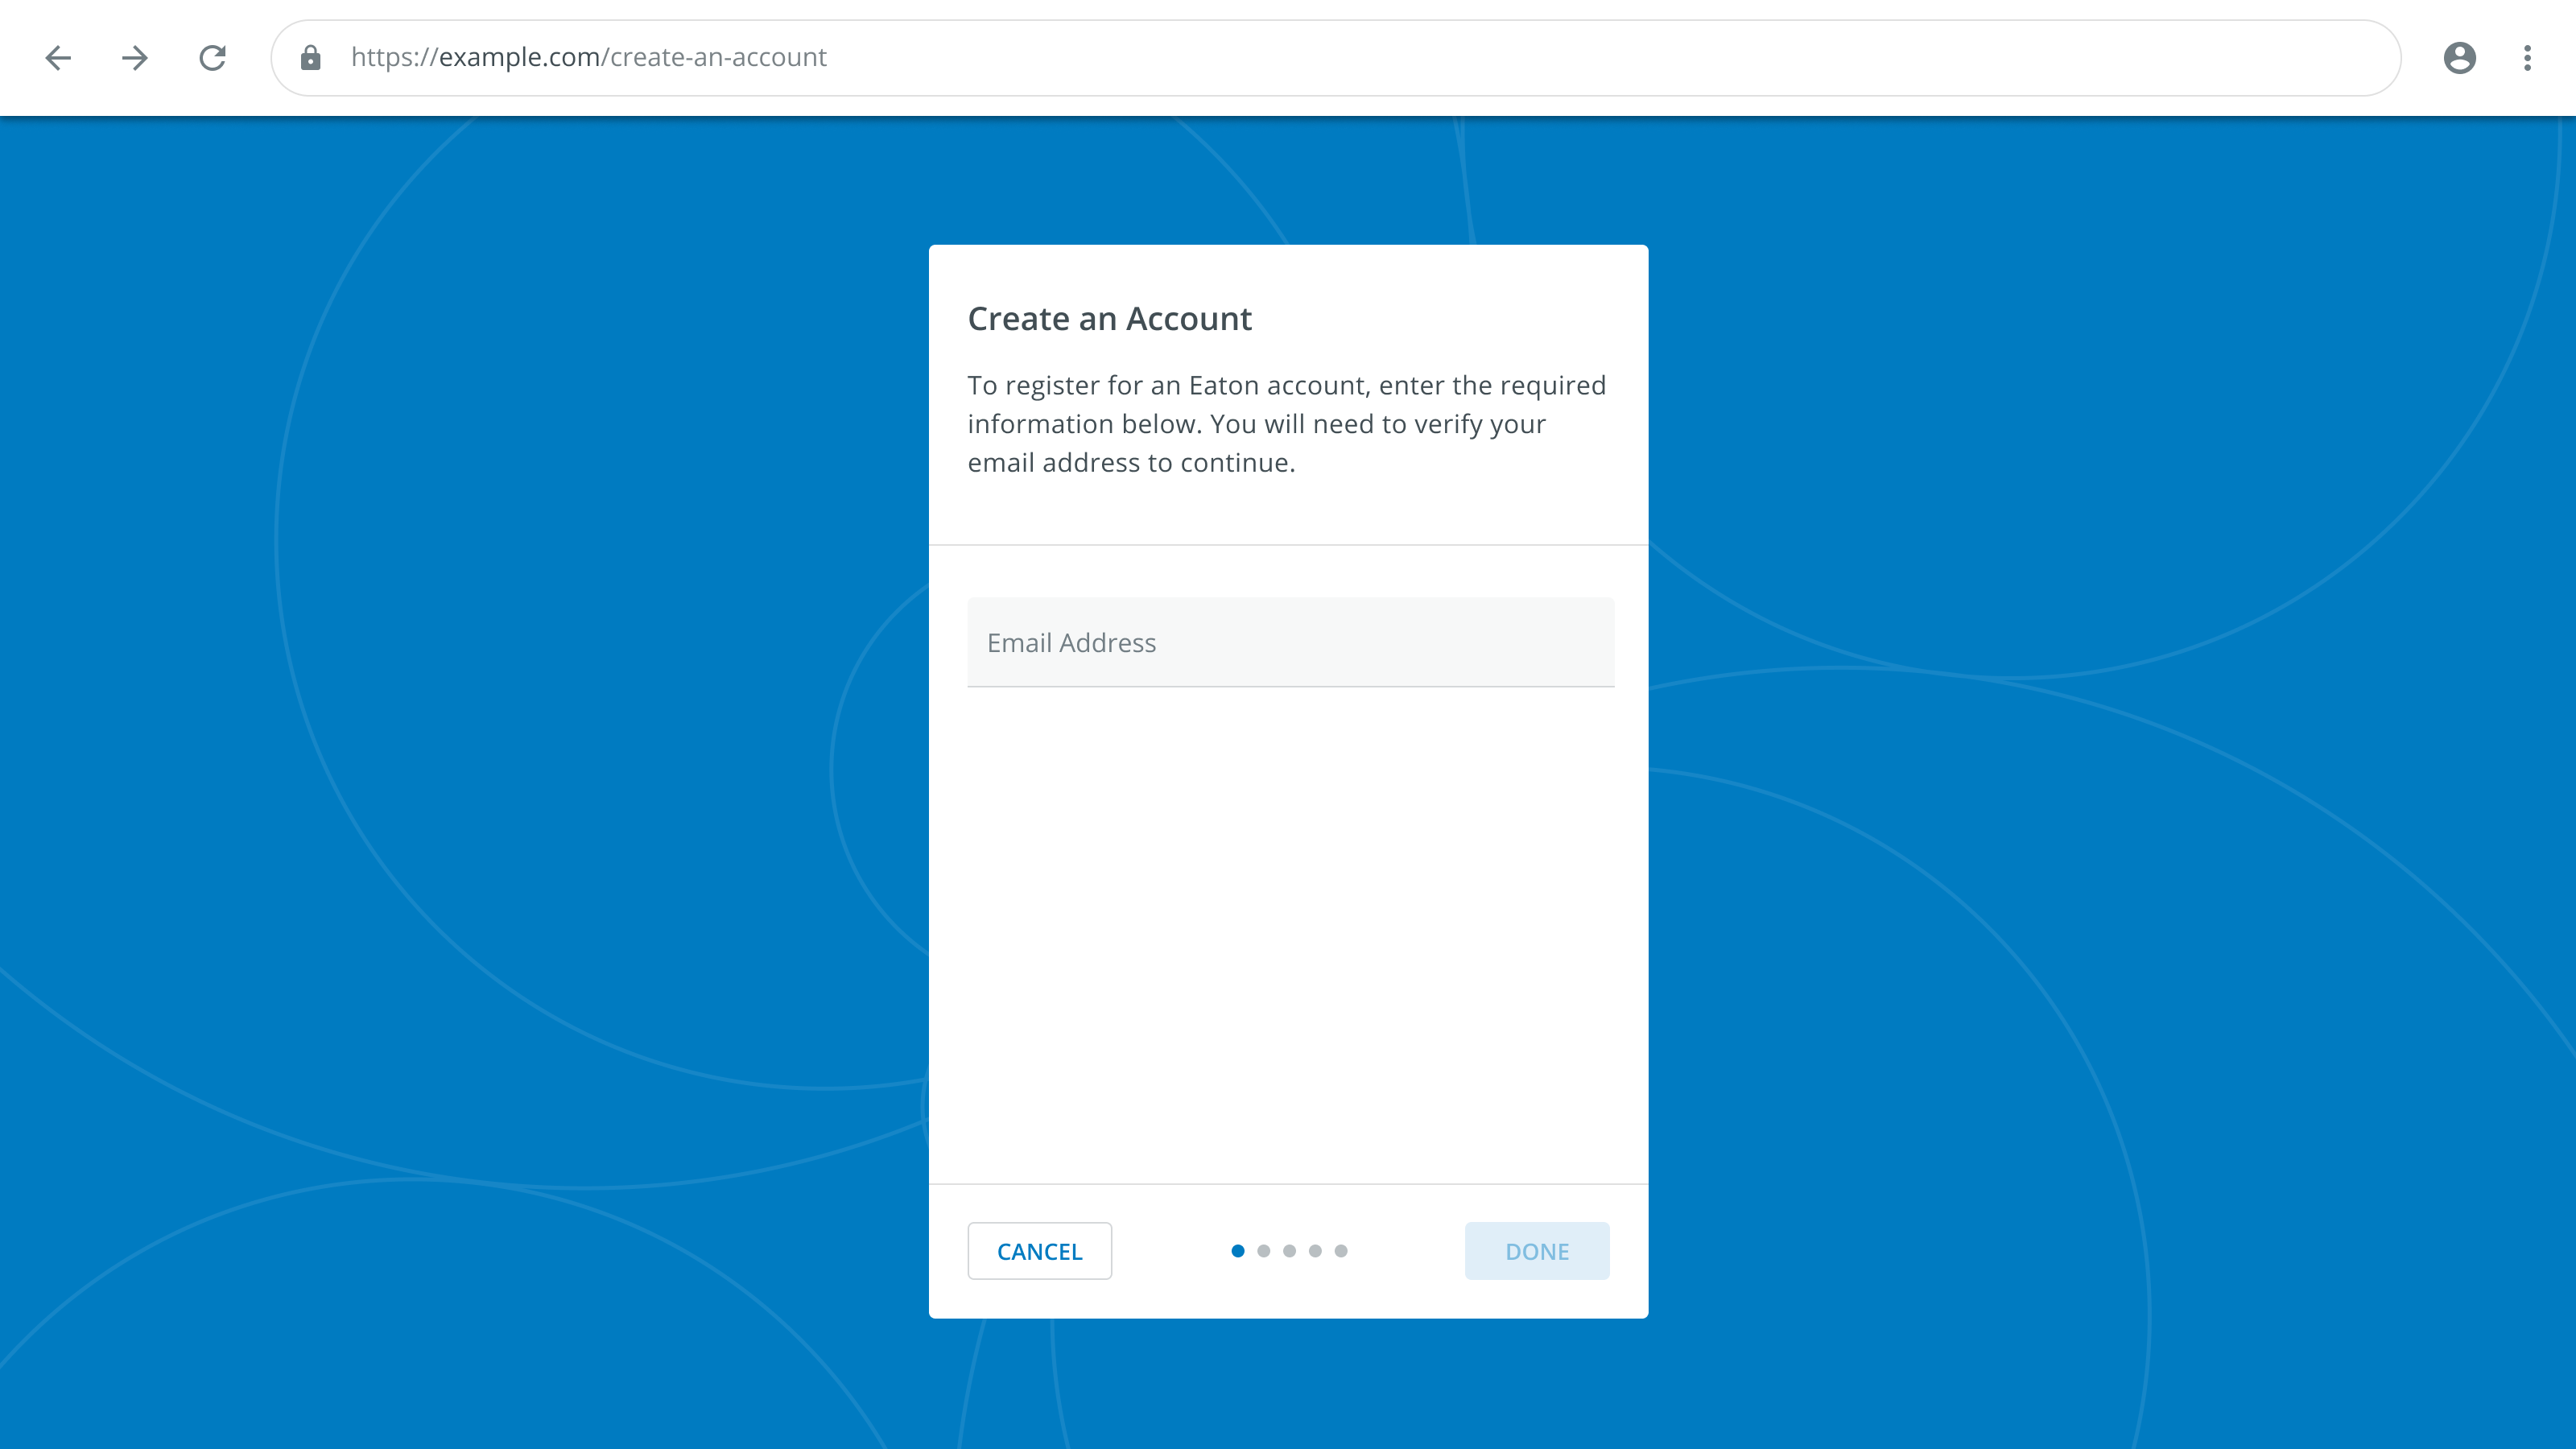 https://example.com/create-an-account
Create an Account
To register for an Eaton account, enter the required
information below. You will need to verify your
email address to continue.
Email Address
CANCEL
DONE